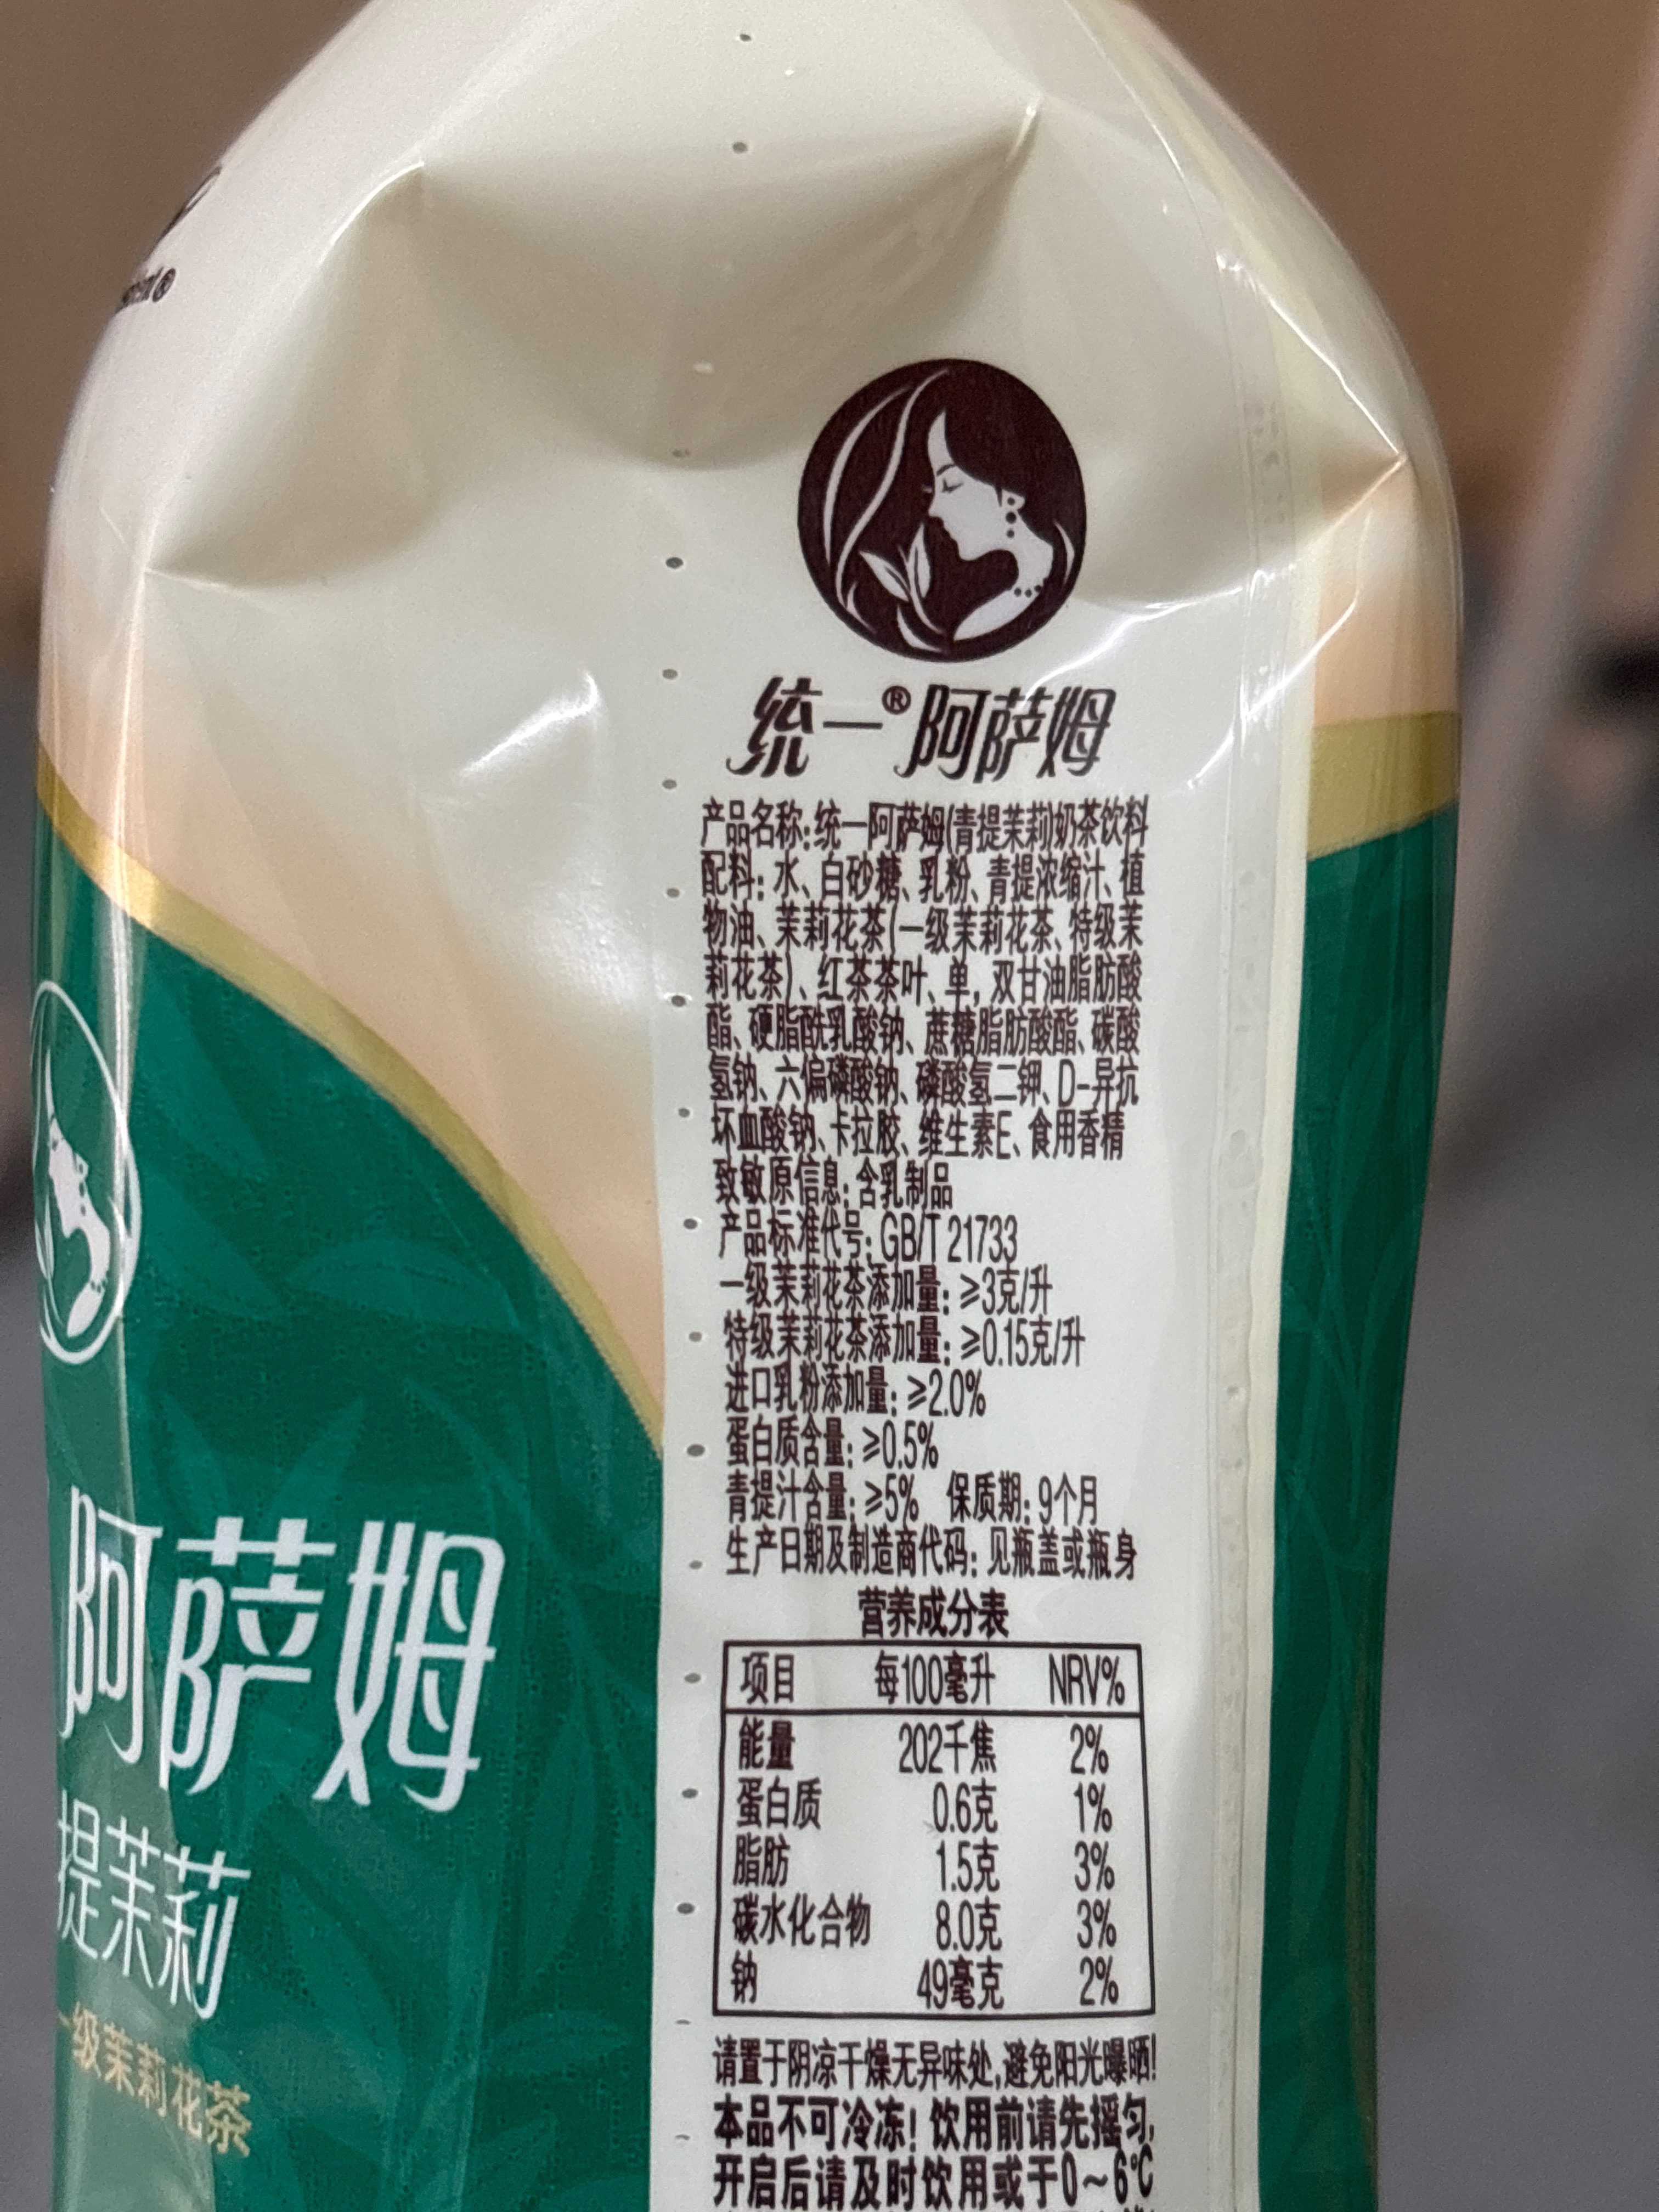 统一®阿萨姆
产品名称:统一阿萨姆(青提茉莉)奶茶饮料
配料:水、白砂糖、乳粉、青提浓缩汁、植
物油、茉莉花茶(一级茉莉花茶、特级茉
莉花茶)、红茶茶叶、单,双甘油脂肪酸
酯、硬脂酰乳酸钠、蔗糖脂肪酸酯、碳酸
氢钠、六偏磷酸钠、磷酸氢二钾、D-异抗
坏血酸钠、卡拉胶、维生素E、食用香精
致敏原信息:含乳制品
产品标准代号:GB/T 21733
一级茉莉花茶添加量:≥3克/升
特级茉莉花茶添加量:≥0.15克/升
进口乳粉添加量:≥2.0%
蛋白质含量:≥0.5%
青提汁含量:≥5% 保质期:9个月
生产日期及制造商代码:见瓶盖或瓶身
营养成分表
项目 每100毫升 NRV%
能量 202千焦 2%
蛋白质 0.6克 1%
脂肪 1.5克 3%
碳水化合物 8.0克 3%
钠 49毫克 2%
请置于阴凉干燥无异味处,避免阳光曝晒!
本品不可冷冻!饮用前请先摇匀,
开启后请及时饮用或于0~6℃
阿萨姆
提茉莉
一级茉莉花茶